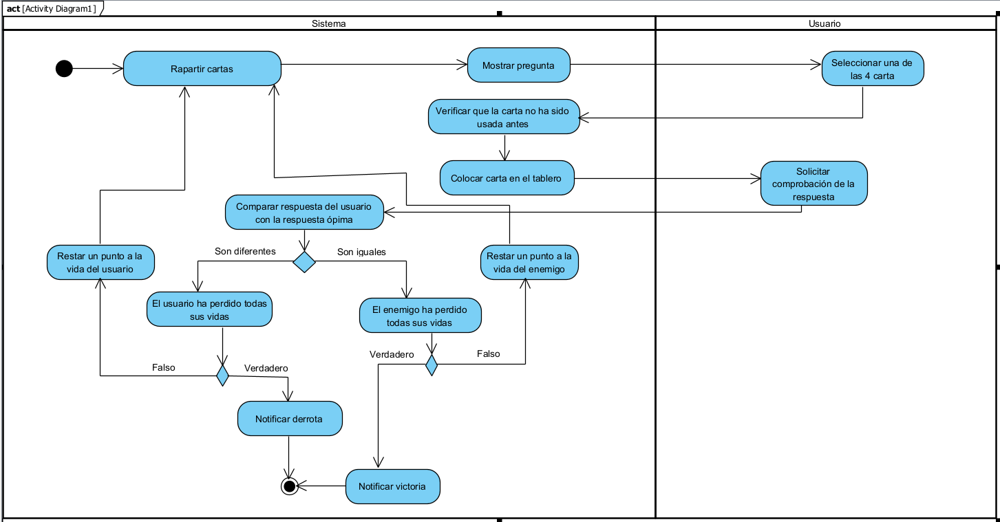 act [Activity Diagram1]
Sistema
Usuario
Rapartir cartas
Mostrar pregunta
Seleccionar una de
las 4 carta
Verificar que la carta no ha sido
usada antes
Colocar carta en el tablero
Solicitar
comprobación de la
respuesta
Comparar respuesta del usuario
con la respuesta ópima
Son diferentes
Son iguales
Restar un punto a la
vida del usuario
Restar un punto a la
vida del enemigo
El usuario ha perdido todas
sus vidas
El enemigo ha perdido
todas sus vidas
Falso
Verdadero
Verdadero
Falso
Notificar derrota
Notificar victoria